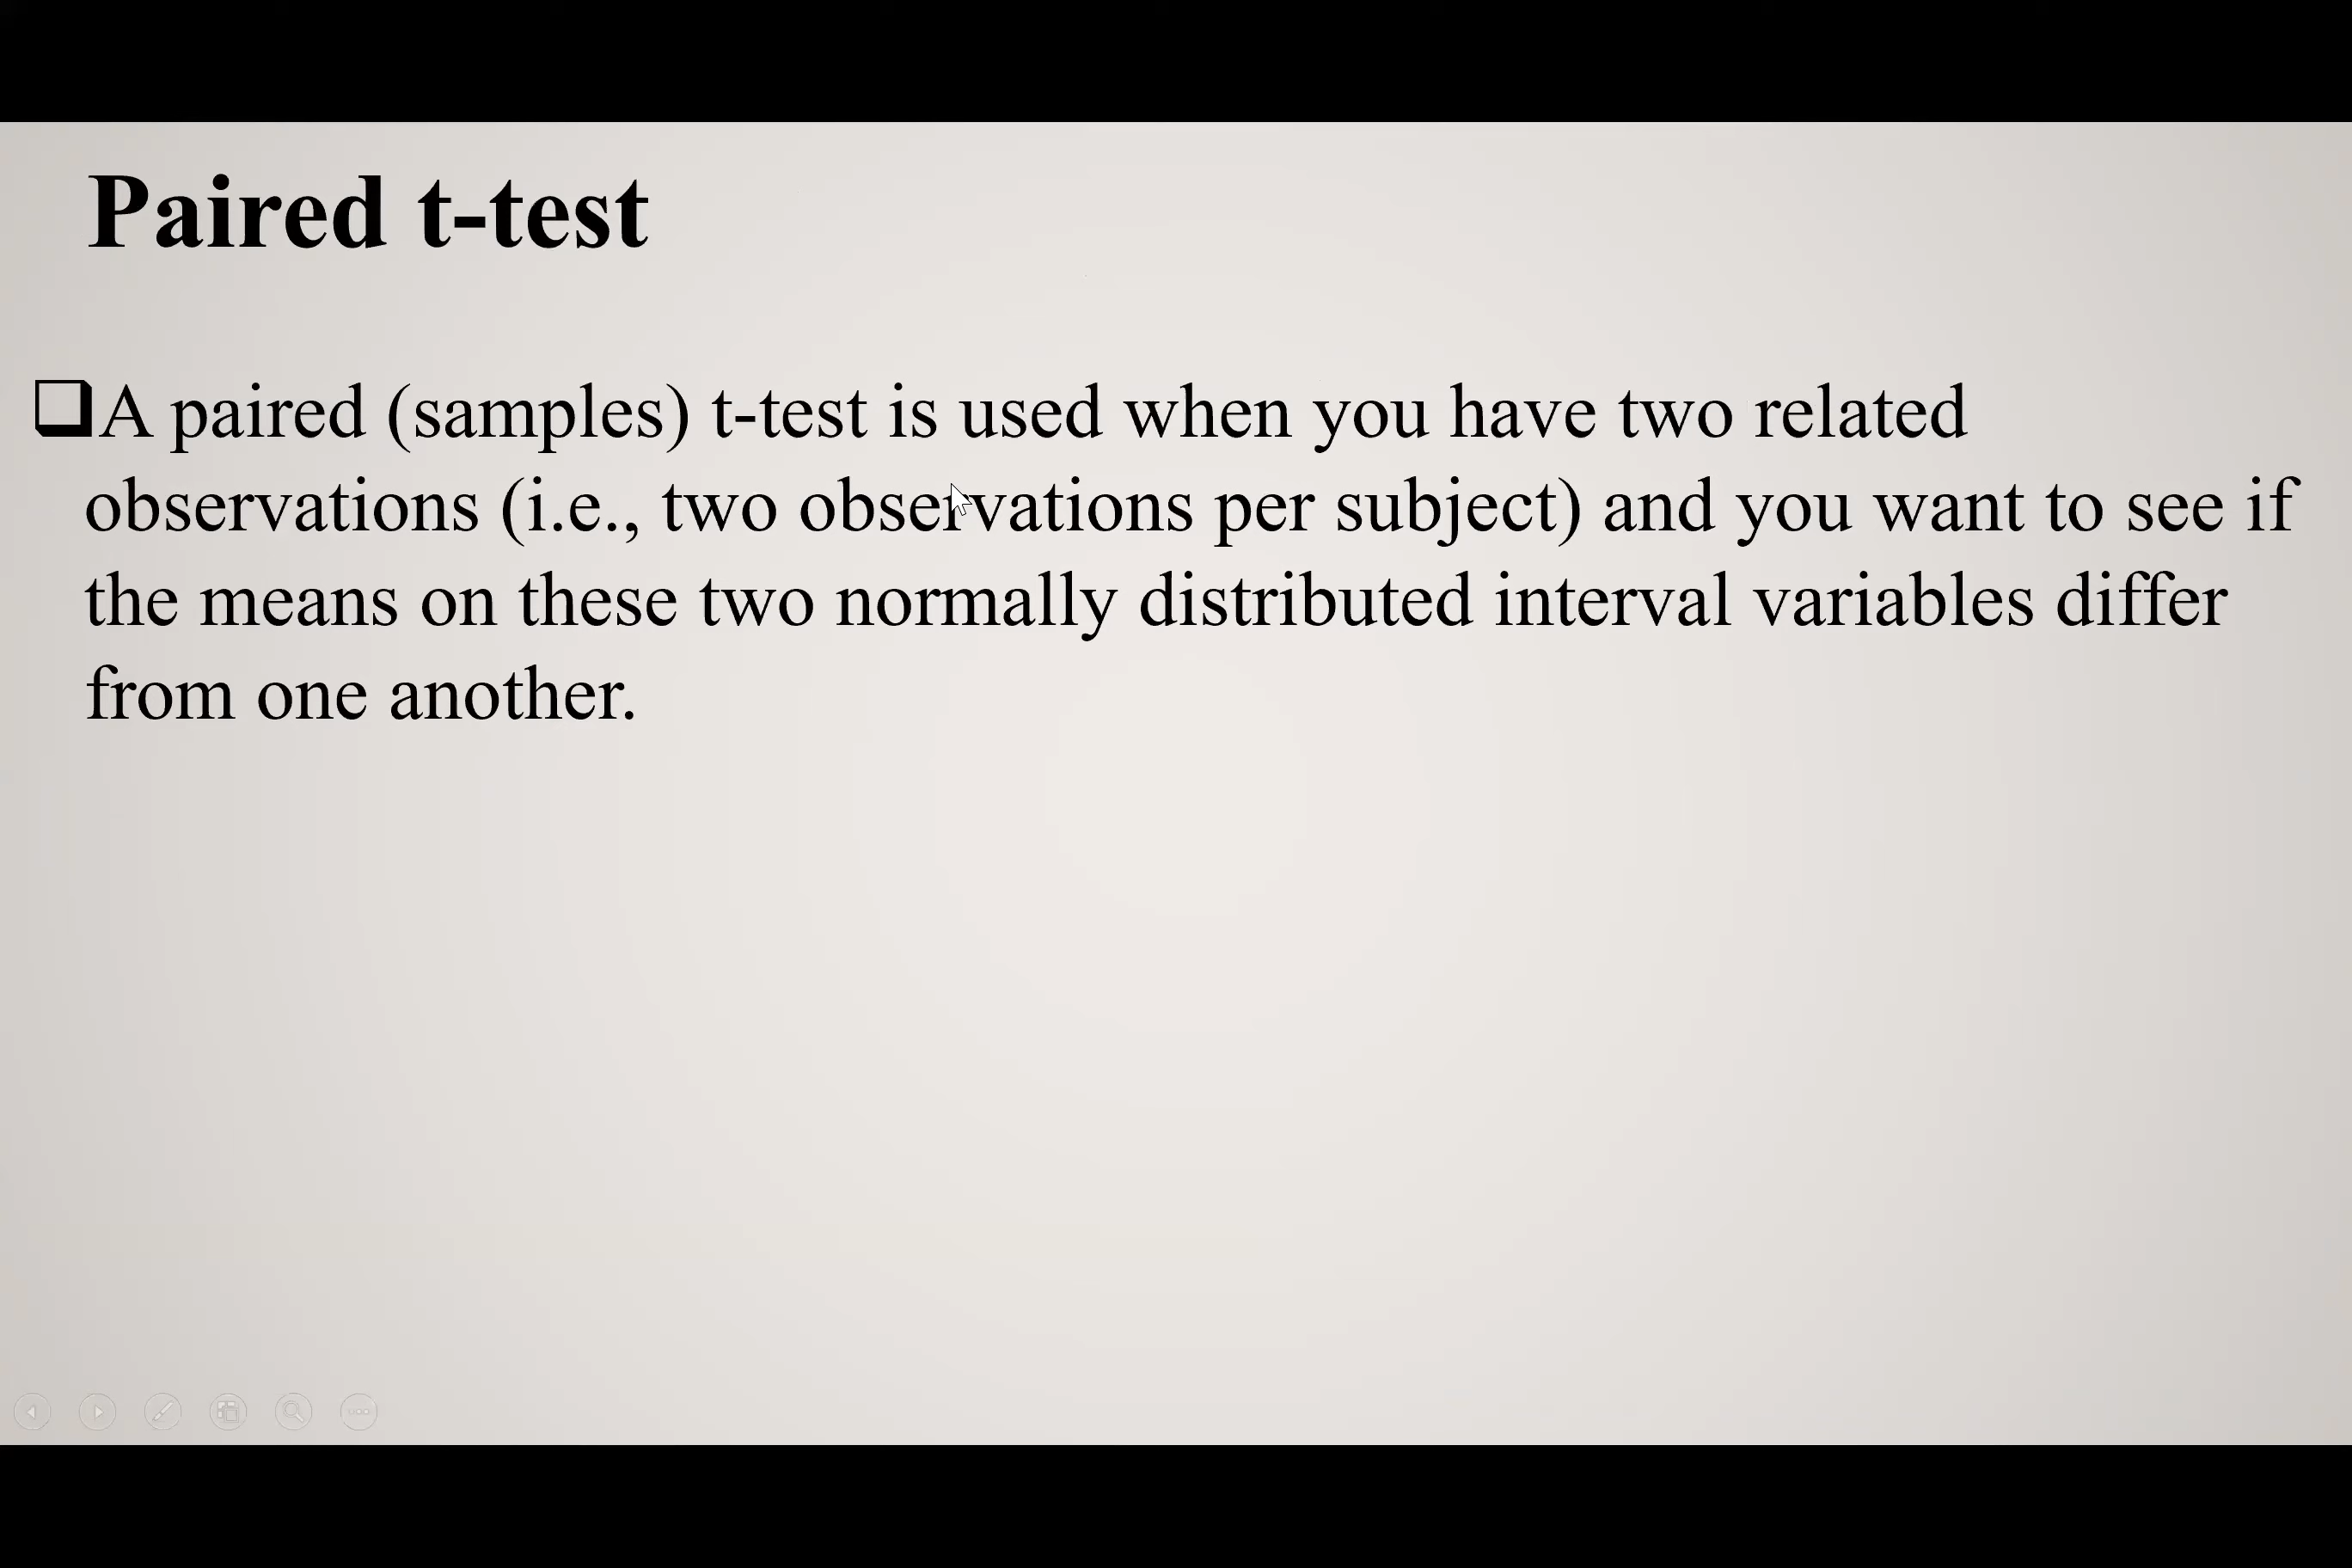 Paired t-test
❑A paired (samples) t-test is used when you have two related
observations (i.e., two observations per subject) and you want to see if
the means on these two normally distributed interval variables differ
from one another.